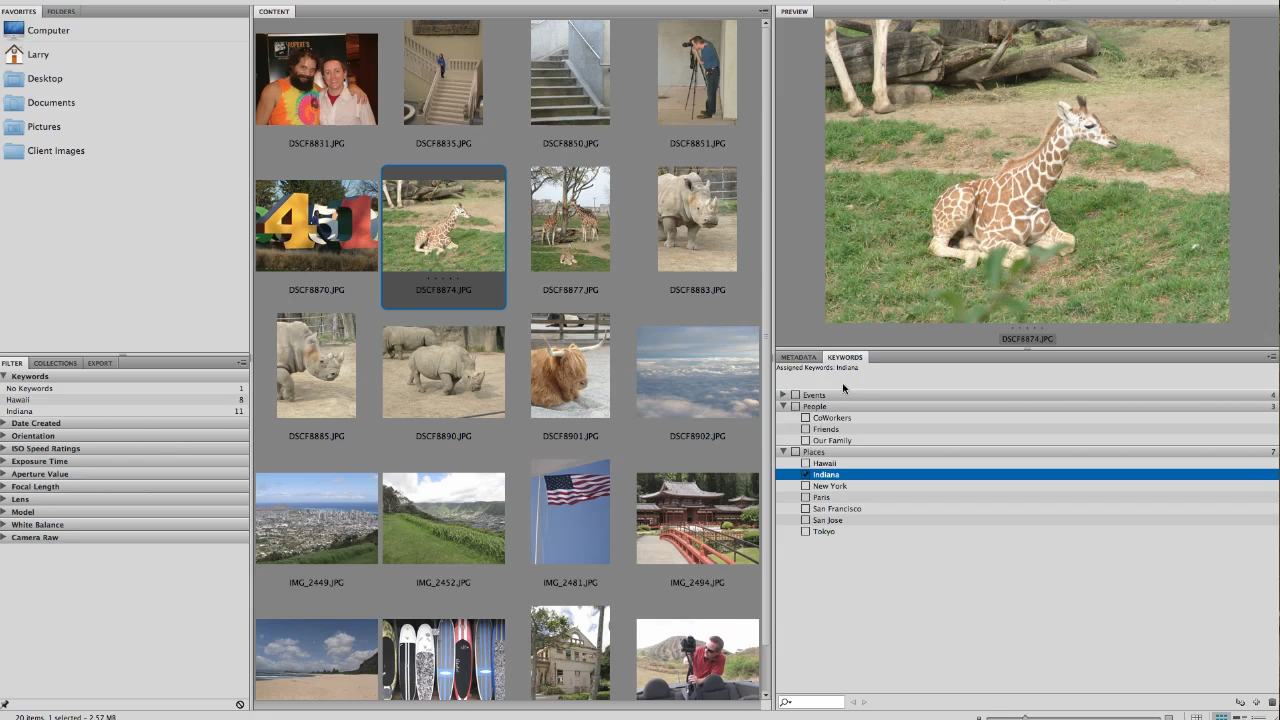 FAVORITES FOLDERS
Computer
Larry
Desktop
Documents
Pictures
Client Images
FILTER COLLECTIONS EXPORT
Keywords
No Keywords 1
Hawaii 8
Indiana 11
Date Created
Orientation
ISO Speed Ratings
Exposure Time
Aperture Value
Focal Length
Lens
Model
White Balance
Camera Raw
20 items, 1 selected - 2.57 MB
CONTENT
DSCF8831.JPG DSCF8835.JPG DSCF8850.JPG DSCF8851.JPG
DSCF8870.JPG DSCF8874.JPG DSCF8877.JPG DSCF8883.JPG
DSCF8885.JPG DSCF8890.JPG DSCF8901.JPG DSCF8902.JPG
IMG_2449.JPG IMG_2452.JPG IMG_2481.JPG IMG_2494.JPG
PREVIEW
DSCF8874.JPG
METADATA KEYWORDS
Assigned Keywords: Indiana
Events 4
People 3
CoWorkers
Friends
Our Family
Places 7
Hawaii
Indiana
New York
Paris
San Francisco
San Jose
Tokyo